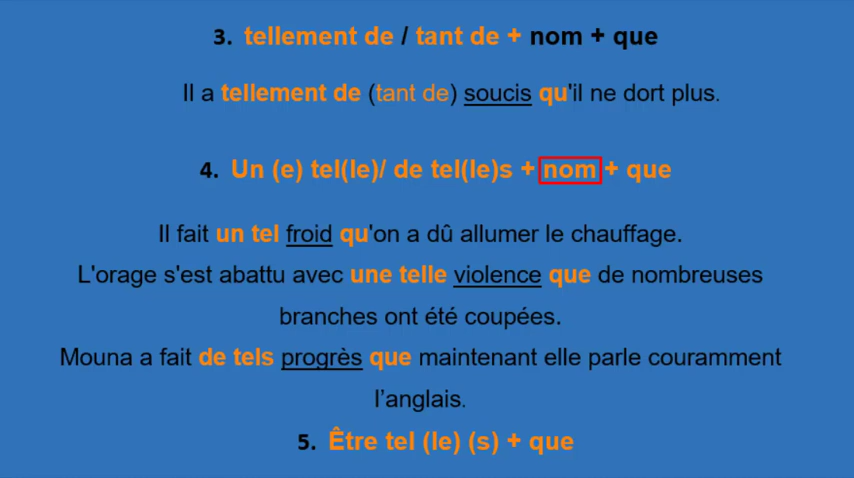 3. tellement de / tant de + nom + que
Il a tellement de (tant de) soucis qu'il ne dort plus.
4. Un (e) tel(le)/ de tel(le)s + nom + que
Il fait un tel froid qu'on a dû allumer le chauffage.
L'orage s'est abattu avec une telle violence que de nombreuses
branches ont été coupées.
Mouna a fait de tels progrès que maintenant elle parle couramment
l’anglais.
5. Être tel (le) (s) + que